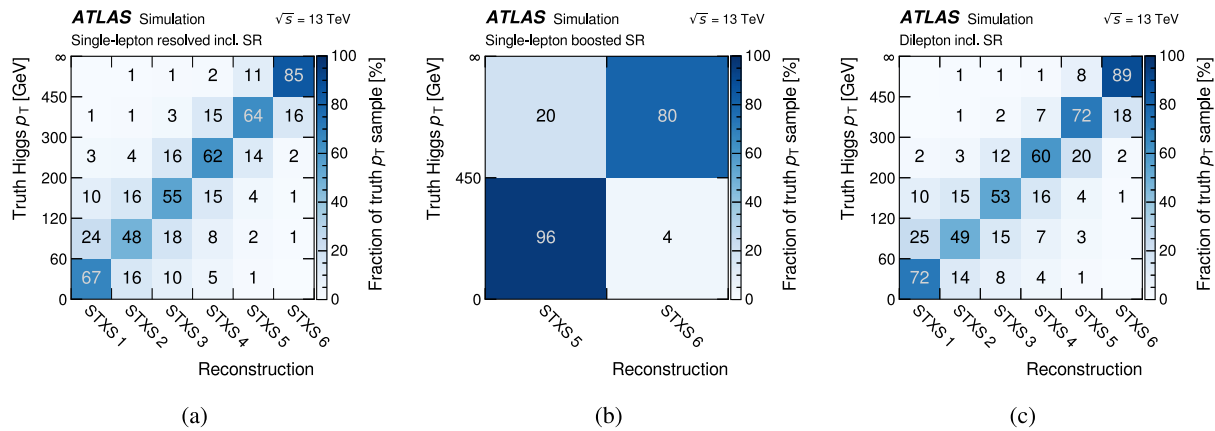 ATLAS Simulation √s = 13 TeV
Single-lepton resolved incl. SR
Truth Higgs pT [GeV]
∞ 1 1 2 11 85 100
450 1 1 3 15 64 16 80
300 3 4 16 62 14 2 60
200 10 16 55 15 4 1 40
120 24 48 18 8 2 1 20
60 67 16 10 5 1
0 0
Fraction of truth pT sample [%]
STXS 1 STXS 2 STXS 3 STXS 4 STXS 5 STXS 6
Reconstruction
(a)
ATLAS Simulation √s = 13 TeV
Single-lepton boosted SR
Truth Higgs pT [GeV]
∞ 100
20 80 80
60
450 40
96 4 20
0 0
Fraction of truth pT sample [%]
STXS 5 STXS 6
Reconstruction
(b)
ATLAS Simulation √s = 13 TeV
Dilepton incl. SR
Truth Higgs pT [GeV]
∞ 1 1 1 8 89 100
450 1 2 7 72 18 80
300 2 3 12 60 20 2 60
200 10 15 53 16 4 1 40
120 25 49 15 7 3 20
60 72 14 8 4 1
0 0
Fraction of truth pT sample [%]
STXS 1 STXS 2 STXS 3 STXS 4 STXS 5 STXS 6
Reconstruction
(c)